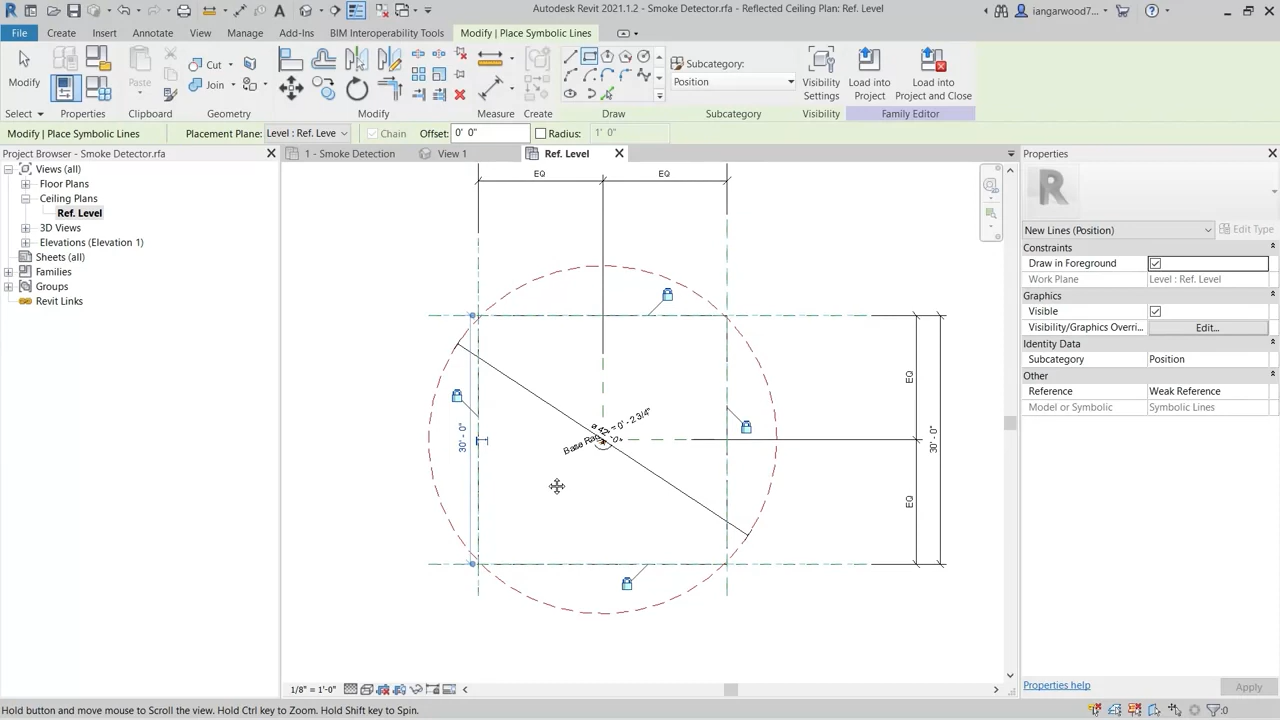 Autodesk Revit 2021.1.2 - Smoke Detector.rfa - Reflected Ceiling Plan: Ref. Level
iangarwood7...
File
Create
Insert
Annotate
View
Manage
Add-Ins
BIM Interoperability Tools
Modify | Place Symbolic Lines
Modify
Paste
Cut
Join
Subcategory:
Position
Visibility
Settings
Load into
Project
Load into
Project and Close
Select
Properties
Clipboard
Geometry
Modify
Measure
Create
Draw
Subcategory
Visibility
Family Editor
Modify | Place Symbolic Lines
Placement Plane:
Level : Ref. Leve
Chain
Offset:
0' 0"
Radius:
1' 0"
Project Browser - Smoke Detector.rfa
1 - Smoke Detection
View 1
Ref. Level
Properties
Views (all)
Floor Plans
Ceiling Plans
Ref. Level
3D Views
Elevations (Elevation 1)
Sheets (all)
Families
Groups
Revit Links
EQ
EQ
30' - 0"
EQ
EQ
30' - 0"
New Lines (Position)
Edit Type
Constraints
Draw in Foreground
Work Plane
Level : Ref. Level
Graphics
Visible
Visibility/Graphics Overri...
Edit...
Identity Data
Subcategory
Position
Other
Reference
Weak Reference
Model or Symbolic
Symbolic Lines
Properties help
Apply
1/8" = 1'-0"
Hold button and move mouse to Scroll the view. Hold Ctrl key to Zoom. Hold Shift key to Spin.
:0